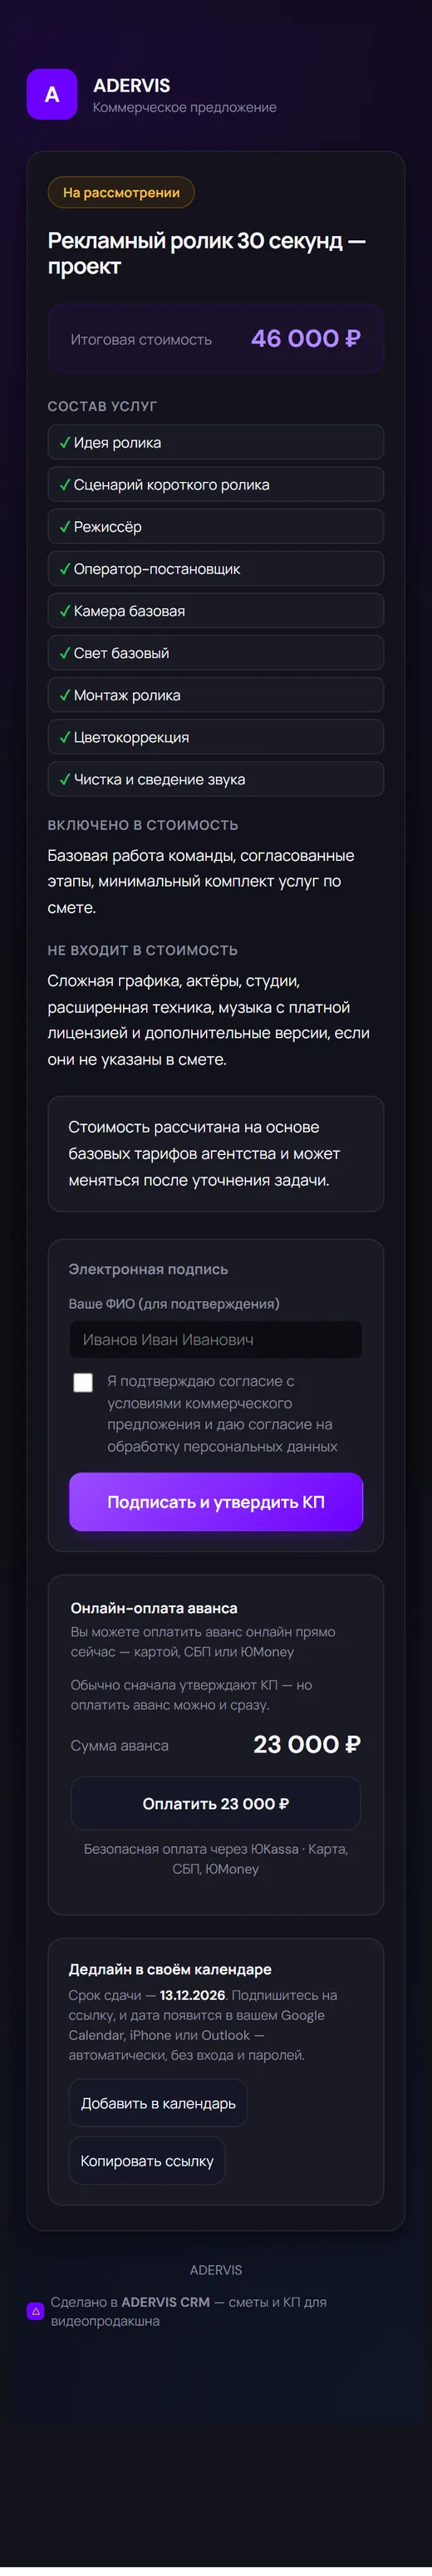 A
ADERVIS
Коммерческое предложение
На рассмотрении
Рекламный ролик 30 секунд —
проект
Итоговая стоимость
46 000 ₽
СОСТАВ УСЛУГ
✓ Идея ролика
✓ Сценарий короткого ролика
✓ Режиссёр
✓ Оператор-постановщик
✓ Камера базовая
✓ Свет базовый
✓ Монтаж ролика
✓ Цветокоррекция
✓ Чистка и сведение звука
ВКЛЮЧЕНО В СТОИМОСТЬ
Базовая работа команды, согласованные
этапы, минимальный комплект услуг по
смете.
НЕ ВХОДИТ В СТОИМОСТЬ
Сложная графика, актёры, студии,
расширенная техника, музыка с платной
лицензией и дополнительные версии, если
они не указаны в смете.
Стоимость рассчитана на основе
базовых тарифов агентства и может
меняться после уточнения задачи.
Электронная подпись
Ваше ФИО (для подтверждения)
Иванов Иван Иванович
Я подтверждаю согласие с
условиями коммерческого
предложения и даю согласие на
обработку персональных данных
Подписать и утвердить КП
Онлайн-оплата аванса
Вы можете оплатить аванс онлайн прямо
сейчас — картой, СБП или ЮMoney
Обычно сначала утверждают КП — но
оплатить аванс можно и сразу.
Сумма аванса
23 000 ₽
Оплатить 23 000 ₽
Безопасная оплата через ЮKassa · Карта,
СБП, ЮMoney
Дедлайн в своём календаре
Срок сдачи — 13.12.2026. Подпишитесь на
ссылку, и дата появится в вашем Google
Calendar, iPhone или Outlook —
автоматически, без входа и паролей.
Добавить в календарь
Копировать ссылку
ADERVIS
Сделано в ADERVIS CRM — сметы и КП для
видеопродакшна